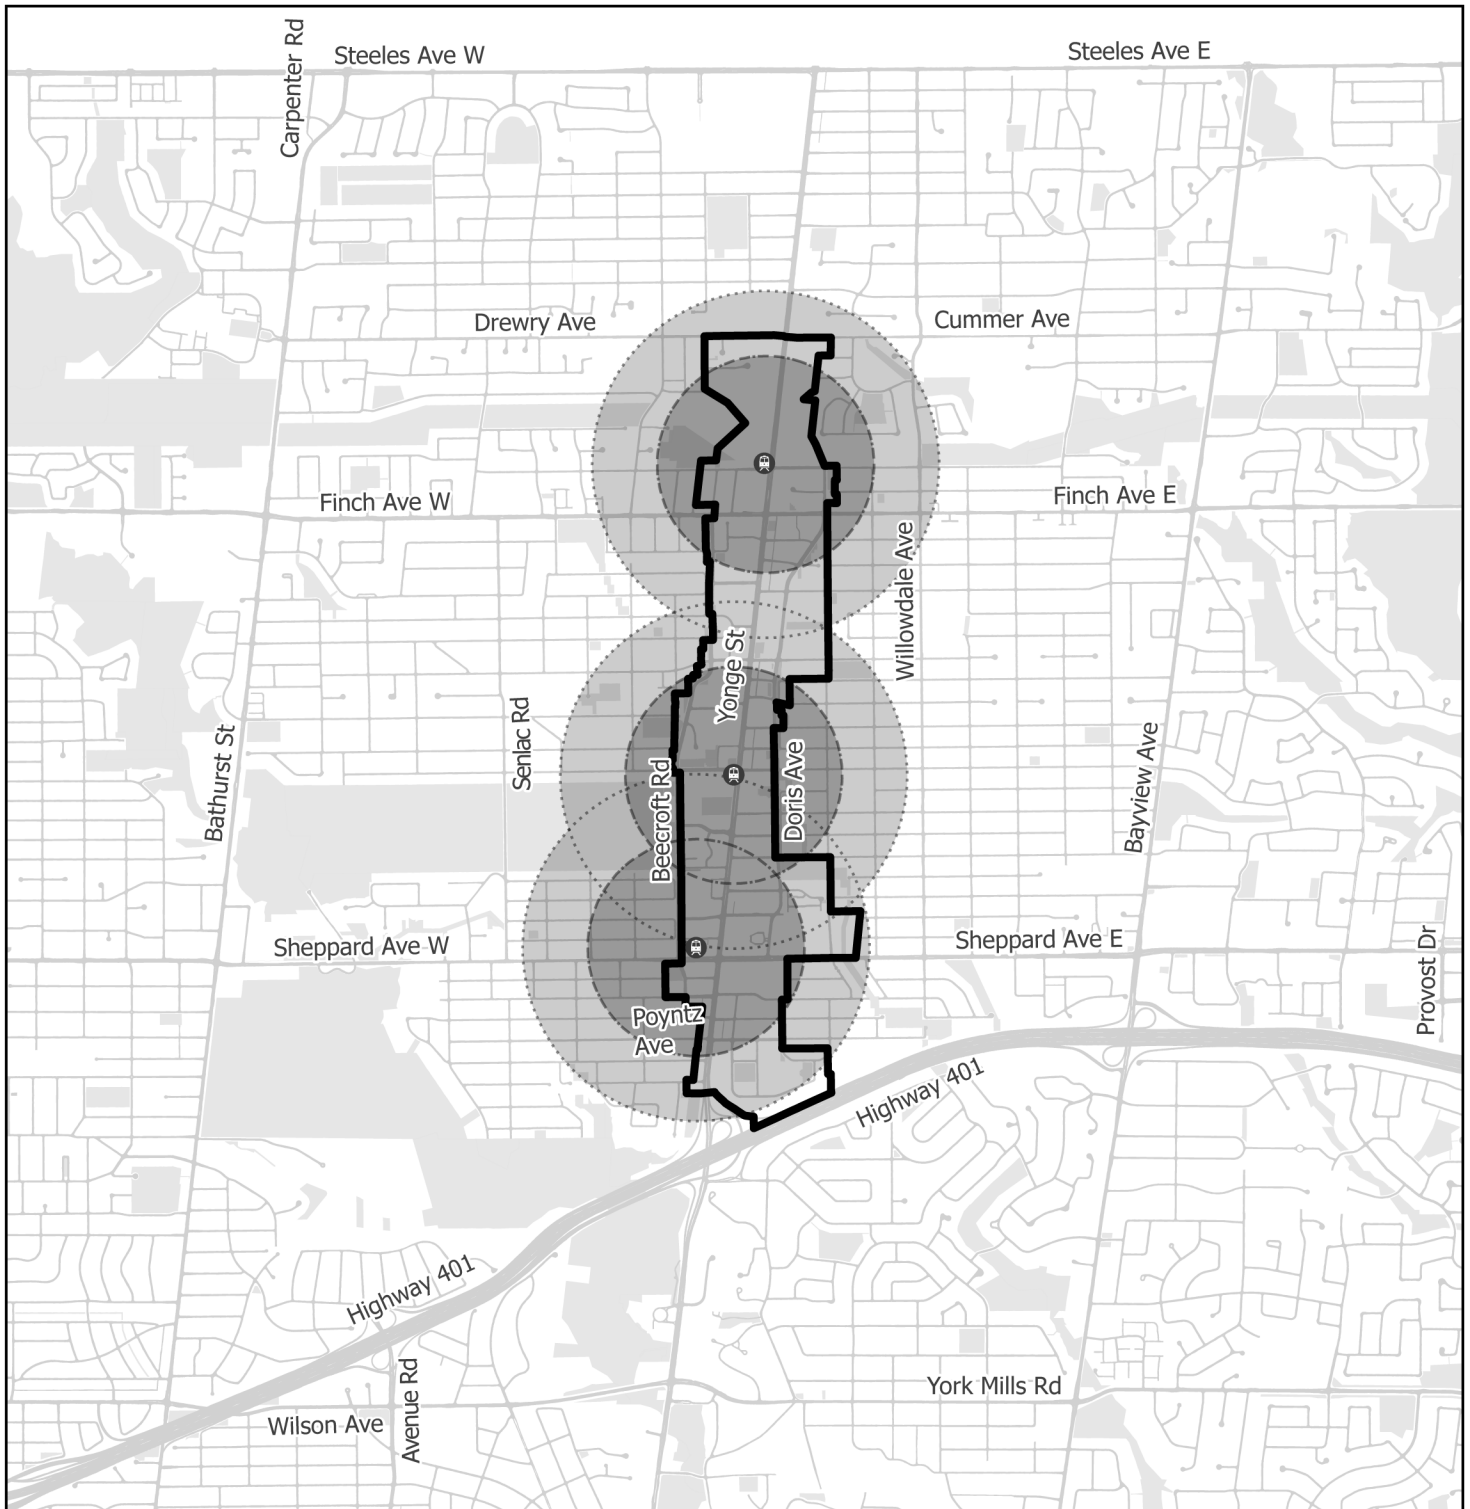 Carpenter Rd
Steeles Ave W
Steeles Ave E
Drewry Ave
Cummer Ave
Finch Ave W
Finch Ave E
Willowdale Ave
Yonge St
Senlac Rd
Bathurst St
Beecroft Rd
Doris Ave
Bayview Ave
Sheppard Ave W
Sheppard Ave E
Provost Dr
Poyntz
Ave
Highway 401
Highway 401
Avenue Rd
York Mills Rd
Wilson Ave